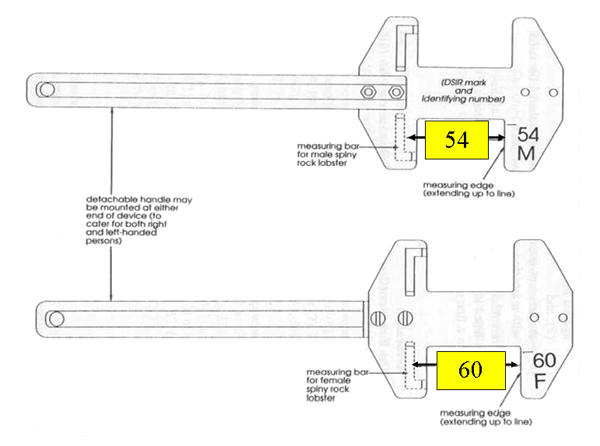 (DSIR mark
and
identifying number)
measuring bar
for male spiny
rock lobster
54
54
M
measuring edge
(extending up to line)
detachable handle may
be mounted at either
end of device (to
cater for both right
and left-handed
persons)
measuring bar
for female
spiny rock
lobster
60
60
F
measuring edge
(extending up to line)